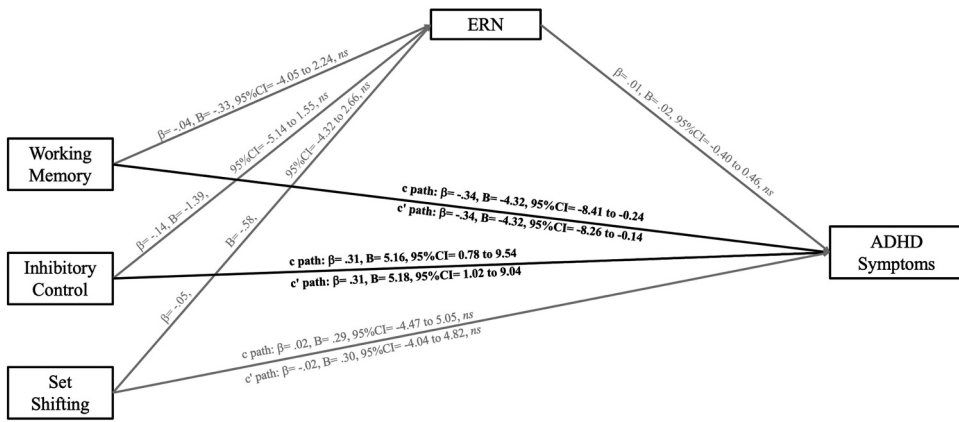 ERN
β= -.04, B= -.33, 95%CI= -4.05 to 2.24, ns
β= -.14, B= -1.39, 95%CI= -5.14 to 1.55, ns
β= -.05, B= -.58, 95%CI= -4.32 to 2.66, ns
β= .01, B= .02, 95%CI= -0.40 to 0.46, ns
Working
Memory
c path: β= -.34, B= -4.32, 95%CI= -8.41 to -0.24
c' path: β= -.34, B= -4.32, 95%CI= -8.26 to -0.14
ADHD
Symptoms
Inhibitory
Control
c path: β= .31, B= 5.16, 95%CI= 0.78 to 9.54
c' path: β= .31, B= 5.18, 95%CI= 1.02 to 9.04
c path: β= .02, B= .29, 95%CI= -4.47 to 5.05, ns
c' path: β= -.02, B= .30, 95%CI= -4.04 to 4.82, ns
Set
Shifting